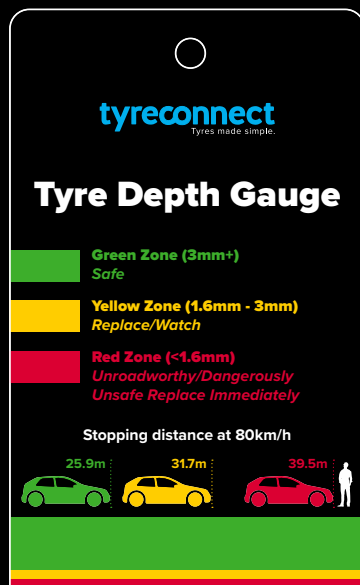 tyreconnect
Tyres made simple.
Tyre Depth Gauge
Green Zone (3mm+)
Safe
Yellow Zone (1.6mm - 3mm)
Replace/Watch
Red Zone (<1.6mm)
Unroadworthy/Dangerously
Unsafe Replace Immediately
Stopping distance at 80km/h
25.9m
31.7m
39.5m